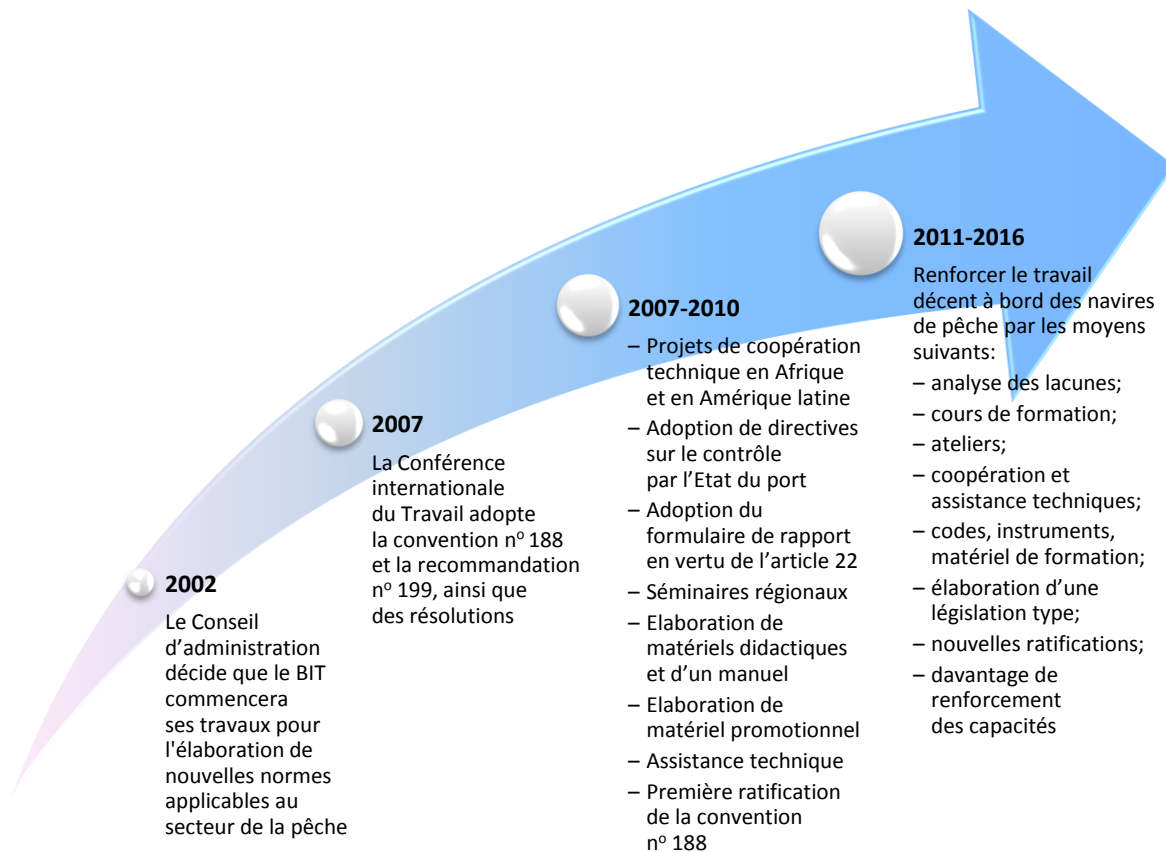 2002
Le Conseil
d'administration
décide que le BIT
commencera
ses travaux pour
l'élaboration de
nouvelles normes
applicables au
secteur de la pêche
2007
La Conférence
internationale
du Travail adopte
la convention nº 188
et la recommandation
nº 199, ainsi que
des résolutions
2007-2010
– Projets de coopération
technique en Afrique
et en Amérique latine
– Adoption de directives
sur le contrôle
par l'Etat du port
– Adoption du
formulaire de rapport
en vertu de l'article 22
– Séminaires régionaux
– Elaboration de
matériels didactiques
et d'un manuel
– Elaboration de
matériel promotionnel
– Assistance technique
– Première ratification
de la convention
nº 188
2011-2016
Renforcer le travail
décent à bord des navires
de pêche par les moyens
suivants:
– analyse des lacunes;
– cours de formation;
– ateliers;
– coopération et
assistance techniques;
– codes, instruments,
matériel de formation;
– élaboration d'une
législation type;
– nouvelles ratifications;
– davantage de
renforcement
des capacités